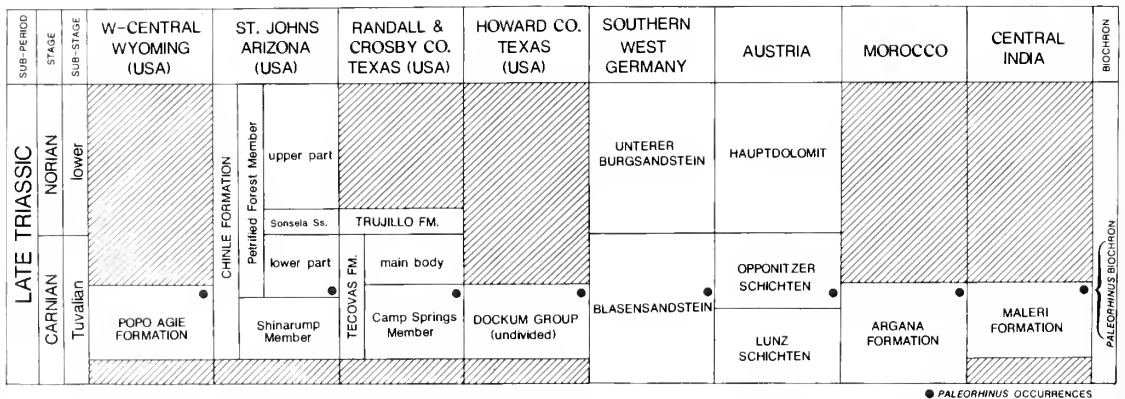 SUB-PERIOD
STAGE
SUB-STAGE
W-CENTRAL
WYOMING
(USA)
ST. JOHNS
ARIZONA
(USA)
RANDALL &
CROSBY CO.
TEXAS (USA)
HOWARD CO.
TEXAS
(USA)
SOUTHERN
WEST
GERMANY
AUSTRIA
MOROCCO
CENTRAL
INDIA
BIOCHRON
LATE TRIASSIC
NORIAN
lower
CARNIAN
Tuvalian
POPO AGIE
FORMATION
CHINLE FORMATION
Petrified Forest Member
upper part
Sonsela Ss.
lower part
Shinarump
Member
TRUJILLO FM.
TECOVAS FM.
main body
Camp Springs
Member
DOCKUM GROUP
(undivided)
UNTERER
BURGSANDSTEIN
BLASENSANDSTEIN
HAUPTDOLOMIT
OPPONITZER
SCHICHTEN
LUNZ
SCHICHTEN
ARGANA
FORMATION
MALERI
FORMATION
PALEORHINUS BIOCHRON
● PALEORHINUS OCCURRENCES